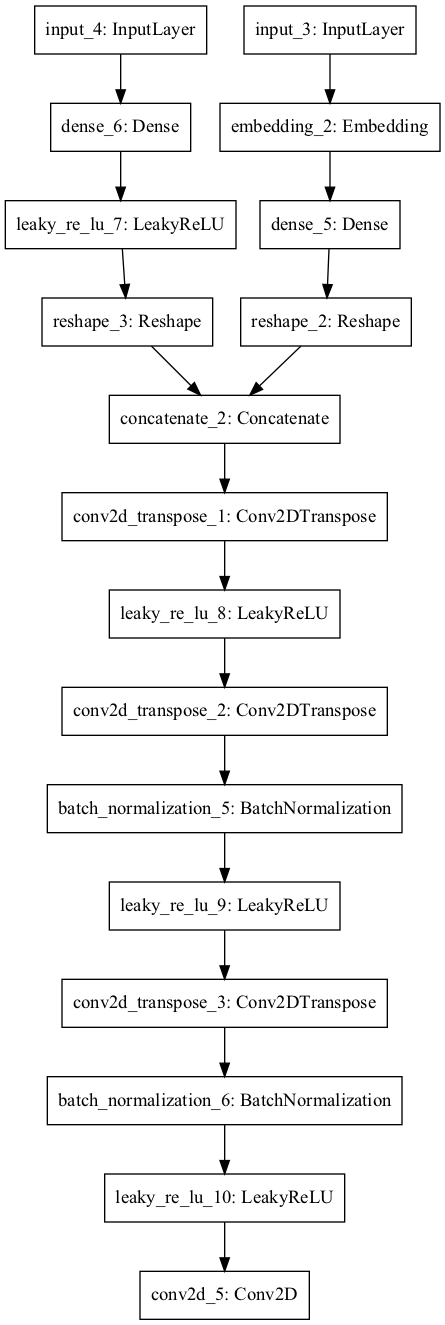 input_4: InputLayer
input_3: InputLayer
dense_6: Dense
embedding_2: Embedding
leaky_re_lu_7: LeakyReLU
dense_5: Dense
reshape_3: Reshape
reshape_2: Reshape
concatenate_2: Concatenate
conv2d_transpose_1: Conv2DTranspose
leaky_re_lu_8: LeakyReLU
conv2d_transpose_2: Conv2DTranspose
batch_normalization_5: BatchNormalization
leaky_re_lu_9: LeakyReLU
conv2d_transpose_3: Conv2DTranspose
batch_normalization_6: BatchNormalization
leaky_re_lu_10: LeakyReLU
conv2d_5: Conv2D